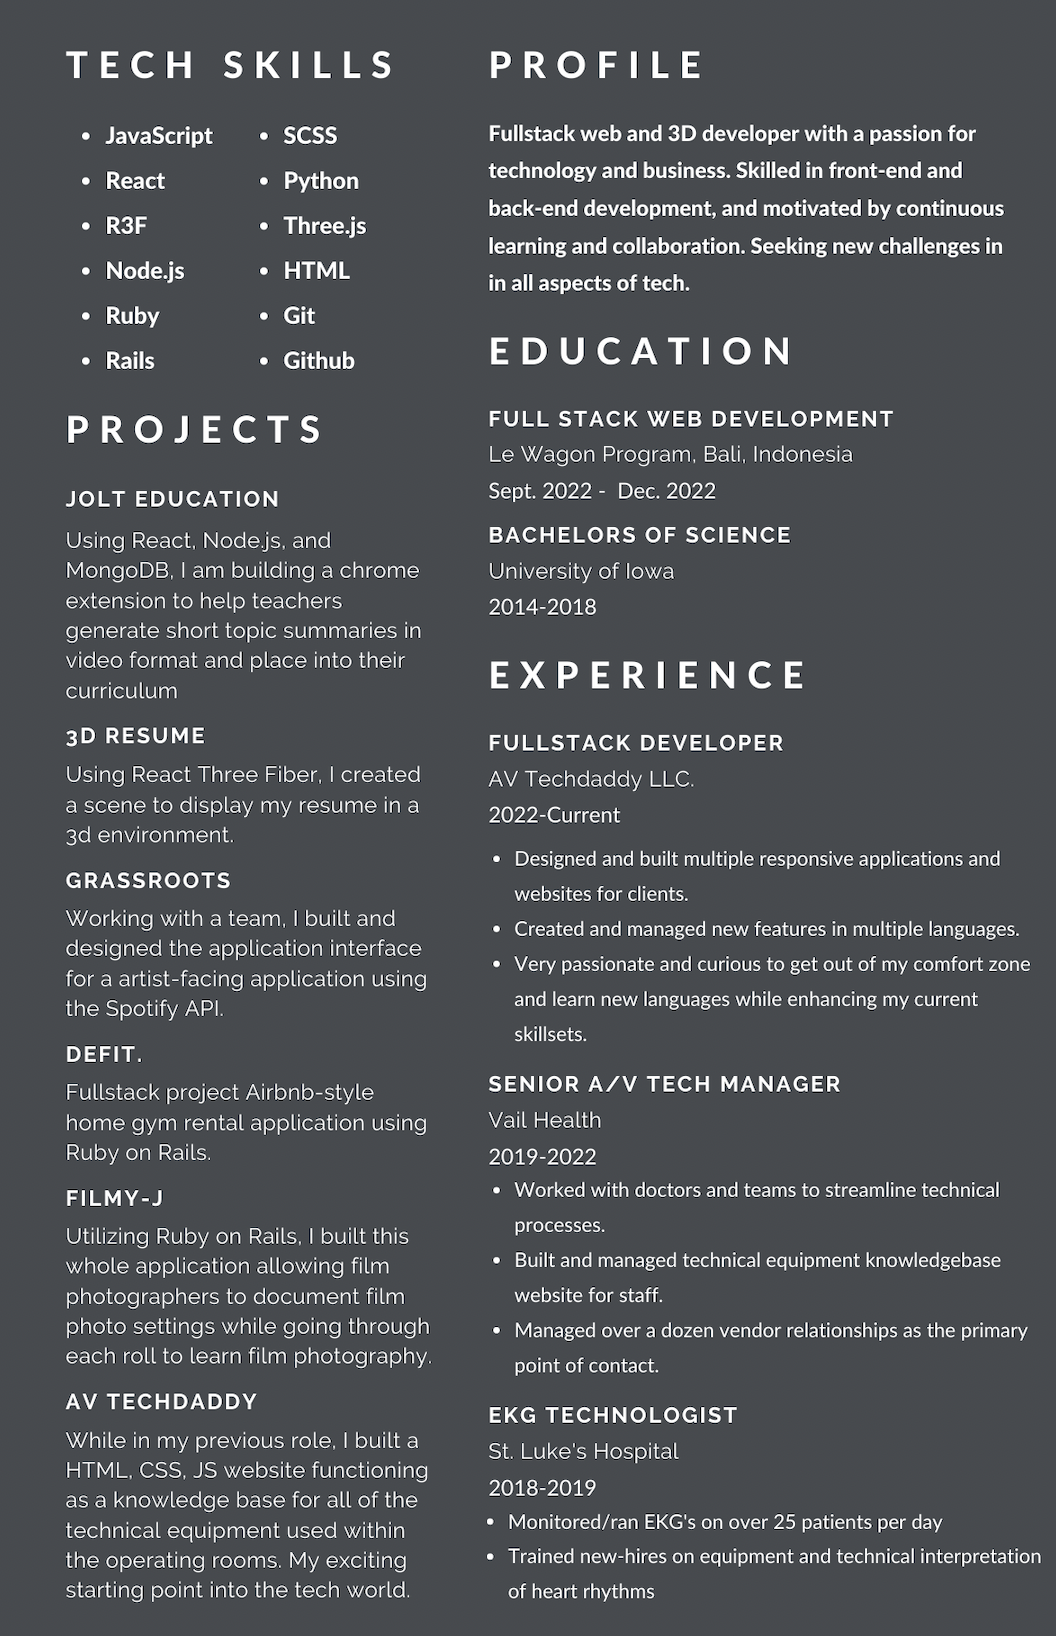 TECH SKILLS
• JavaScript
• React
• R3F
• Node.js
• Ruby
• Rails
• SCSS
• Python
• Three.js
• HTML
• Git
• Github
PROJECTS
JOLT EDUCATION
Using React, Node.js, and
MongoDB, I am building a chrome
extension to help teachers
generate short topic summaries in
video format and place into their
curriculum
3D RESUME
Using React Three Fiber, I created
a scene to display my resume in a
3d environment.
GRASSROOTS
Working with a team, I built and
designed the application interface
for a artist-facing application using
the Spotify API.
DEFIT.
Fullstack project Airbnb-style
home gym rental application using
Ruby on Rails.
FILMY-J
Utilizing Ruby on Rails, I built this
whole application allowing film
photographers to document film
photo settings while going through
each roll to learn film photography.
AV TECHDADDY
While in my previous role, I built a
HTML, CSS, JS website functioning
as a knowledge base for all of the
technical equipment used within
the operating rooms. My exciting
starting point into the tech world.
PROFILE
Fullstack web and 3D developer with a passion for
technology and business. Skilled in front-end and
back-end development, and motivated by continuous
learning and collaboration. Seeking new challenges in
in all aspects of tech.
EDUCATION
FULL STACK WEB DEVELOPMENT
Le Wagon Program, Bali, Indonesia
Sept. 2022 - Dec. 2022
BACHELORS OF SCIENCE
University of Iowa
2014-2018
EXPERIENCE
FULLSTACK DEVELOPER
AV Techdaddy LLC.
2022-Current
• Designed and built multiple responsive applications and
websites for clients.
• Created and managed new features in multiple languages.
• Very passionate and curious to get out of my comfort zone
and learn new languages while enhancing my current
skillsets.
SENIOR A/V TECH MANAGER
Vail Health
2019-2022
• Worked with doctors and teams to streamline technical
processes.
• Built and managed technical equipment knowledgebase
website for staff.
• Managed over a dozen vendor relationships as the primary
point of contact.
EKG TECHNOLOGIST
St. Luke's Hospital
2018-2019
• Monitored/ran EKG's on over 25 patients per day
• Trained new-hires on equipment and technical interpretation
of heart rhythms